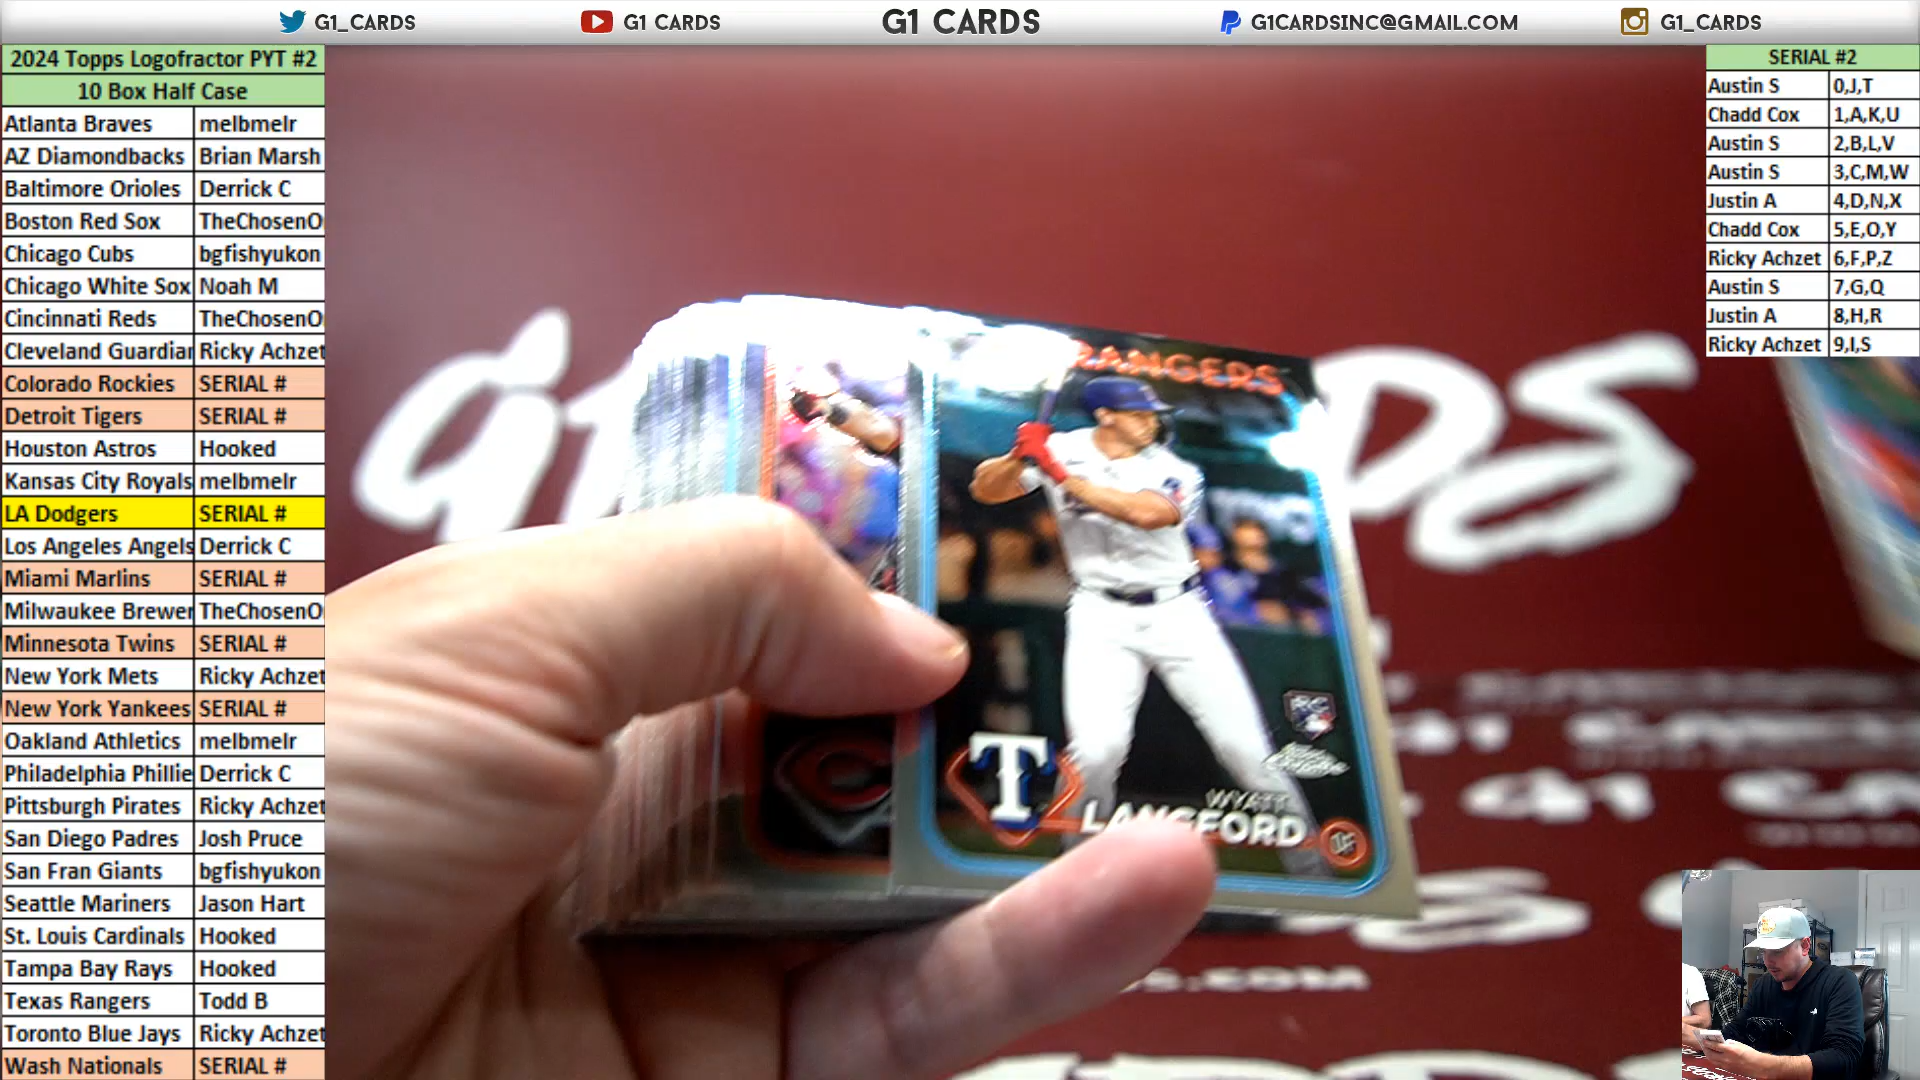 G1_CARDS
G1 CARDS
G1 CARDS
G1CARDSINC@GMAIL.COM
G1_CARDS
2024 Topps Logofractor PYT #2
10 Box Half Case
Atlanta Braves melbmelr
AZ Diamondbacks Brian Marsh
Baltimore Orioles Derrick C
Boston Red Sox TheChosenO
Chicago Cubs bgfishyukon
Chicago White Sox Noah M
Cincinnati Reds TheChosenO
Cleveland Guardian Ricky Achzet
Colorado Rockies SERIAL #
Detroit Tigers SERIAL #
Houston Astros Hooked
Kansas City Royals melbmelr
LA Dodgers SERIAL #
Los Angeles Angels Derrick C
Miami Marlins SERIAL #
Milwaukee Brewer TheChosenO
Minnesota Twins SERIAL #
New York Mets Ricky Achzet
New York Yankees SERIAL #
Oakland Athletics melbmelr
Philadelphia Phillie Derrick C
Pittsburgh Pirates Ricky Achzet
San Diego Padres Josh Pruce
San Fran Giants bgfishyukon
Seattle Mariners Jason Hart
St. Louis Cardinals Hooked
Tampa Bay Rays Hooked
Texas Rangers Todd B
Toronto Blue Jays Ricky Achzet
Wash Nationals SERIAL #
SERIAL #2
Austin S 0,J,T
Chadd Cox 1,A,K,U
Austin S 2,B,L,V
Austin S 3,C,M,W
Justin A 4,D,N,X
Chadd Cox 5,E,O,Y
Ricky Achzet 6,F,P,Z
Austin S 7,G,Q
Justin A 8,H,R
Ricky Achzet 9,I,S
RANGERS
RC
T
WYATT
LANGFORD
OF